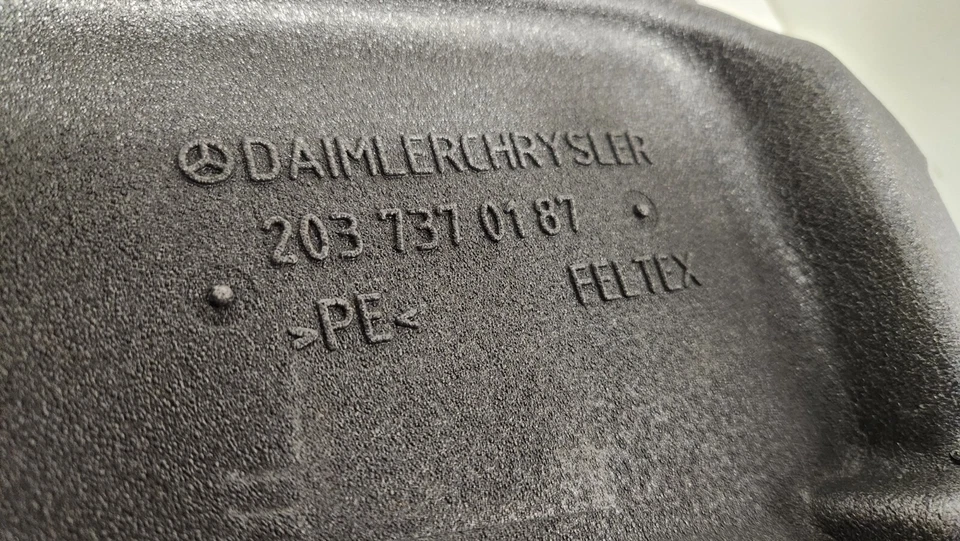 DAIMLERCHRYSLER
203 737 01 87
>PE< FELTEX